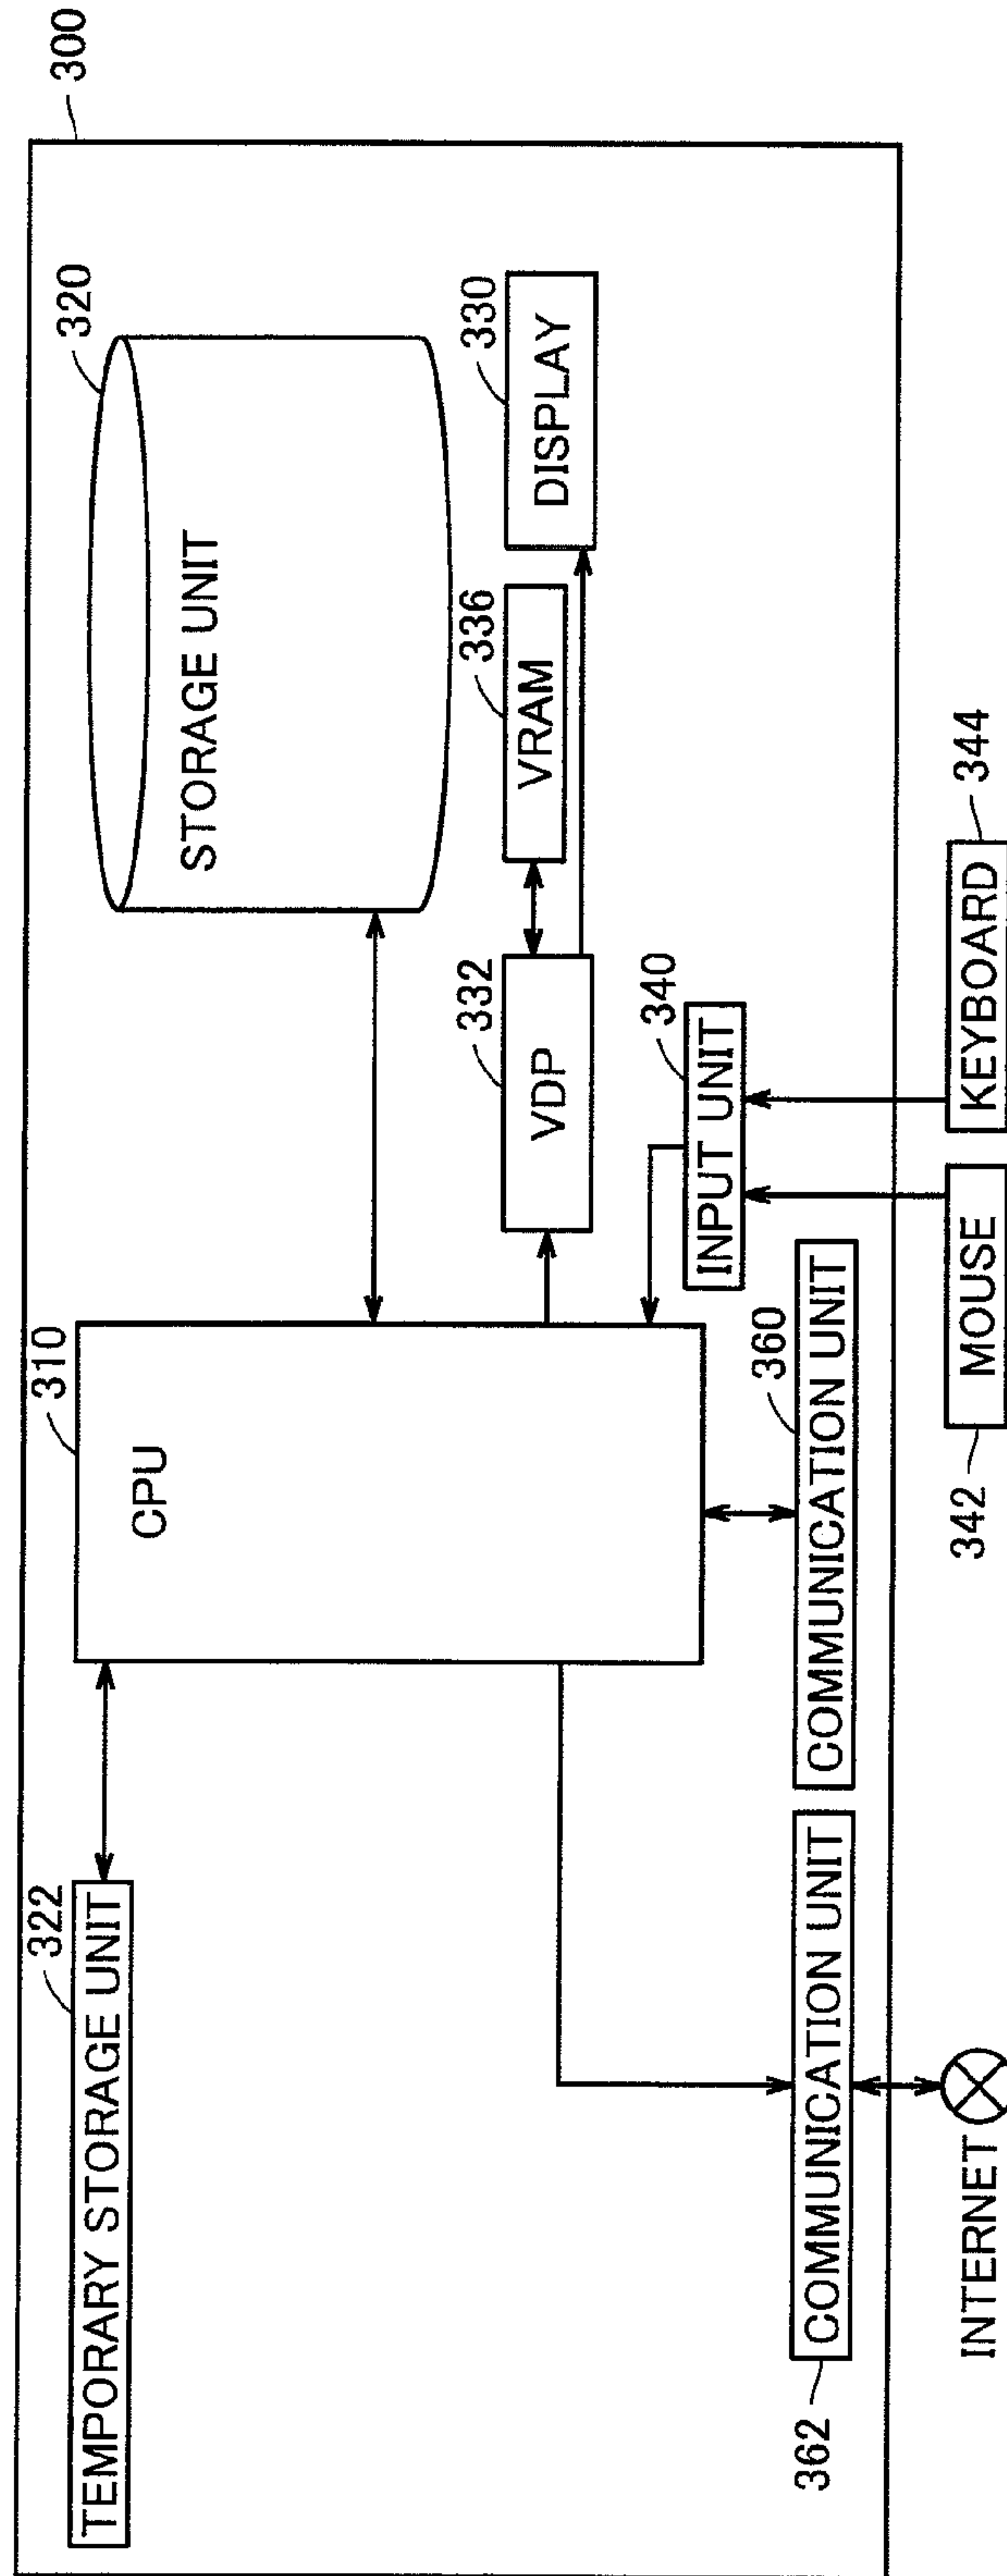 300
322
TEMPORARY STORAGE UNIT
310
CPU
320
STORAGE UNIT
332
VDP
336
VRAM
330
DISPLAY
340
INPUT UNIT
362
COMMUNICATION UNIT
360
COMMUNICATION UNIT
INTERNET
342
MOUSE
KEYBOARD
344